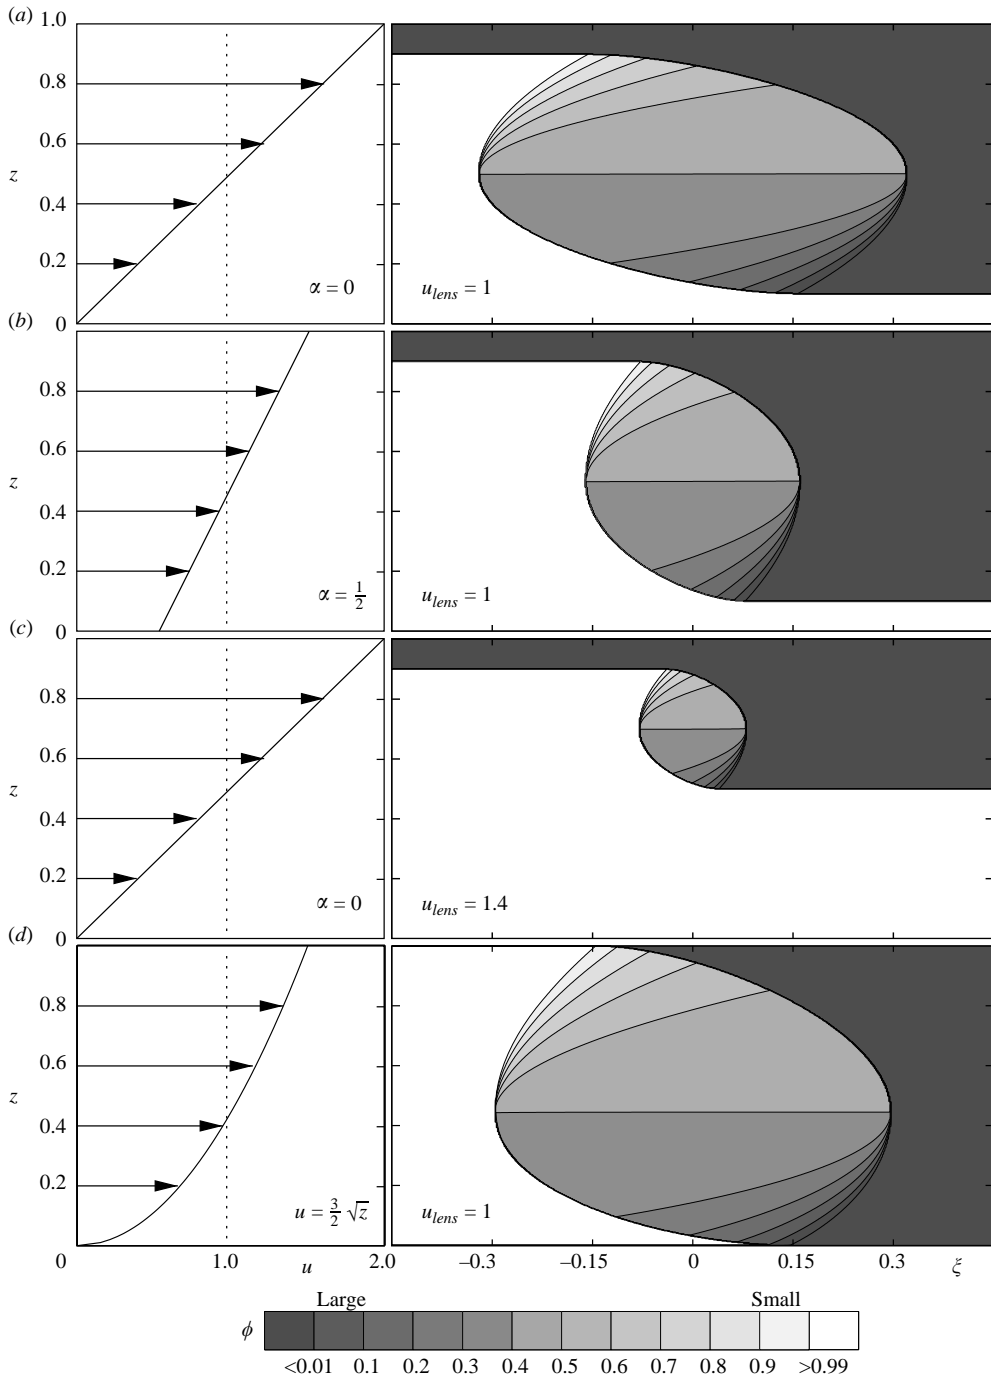 (a) 1.0
0.8
0.6
z
0.4
0.2
α = 0
u_lens = 1
0
(b)
0.8
0.6
z
0.4
0.2
α = 1/2
u_lens = 1
0
(c)
0.8
0.6
z
0.4
0.2
α = 0
u_lens = 1.4
0
(d)
0.8
0.6
z
0.4
0.2
u = 3/2 √z
u_lens = 1
0 1.0 u 2.0 –0.3 –0.15 0 0.15 0.3 ξ
Large Small
ϕ
<0.01 0.1 0.2 0.3 0.4 0.5 0.6 0.7 0.8 0.9 >0.99